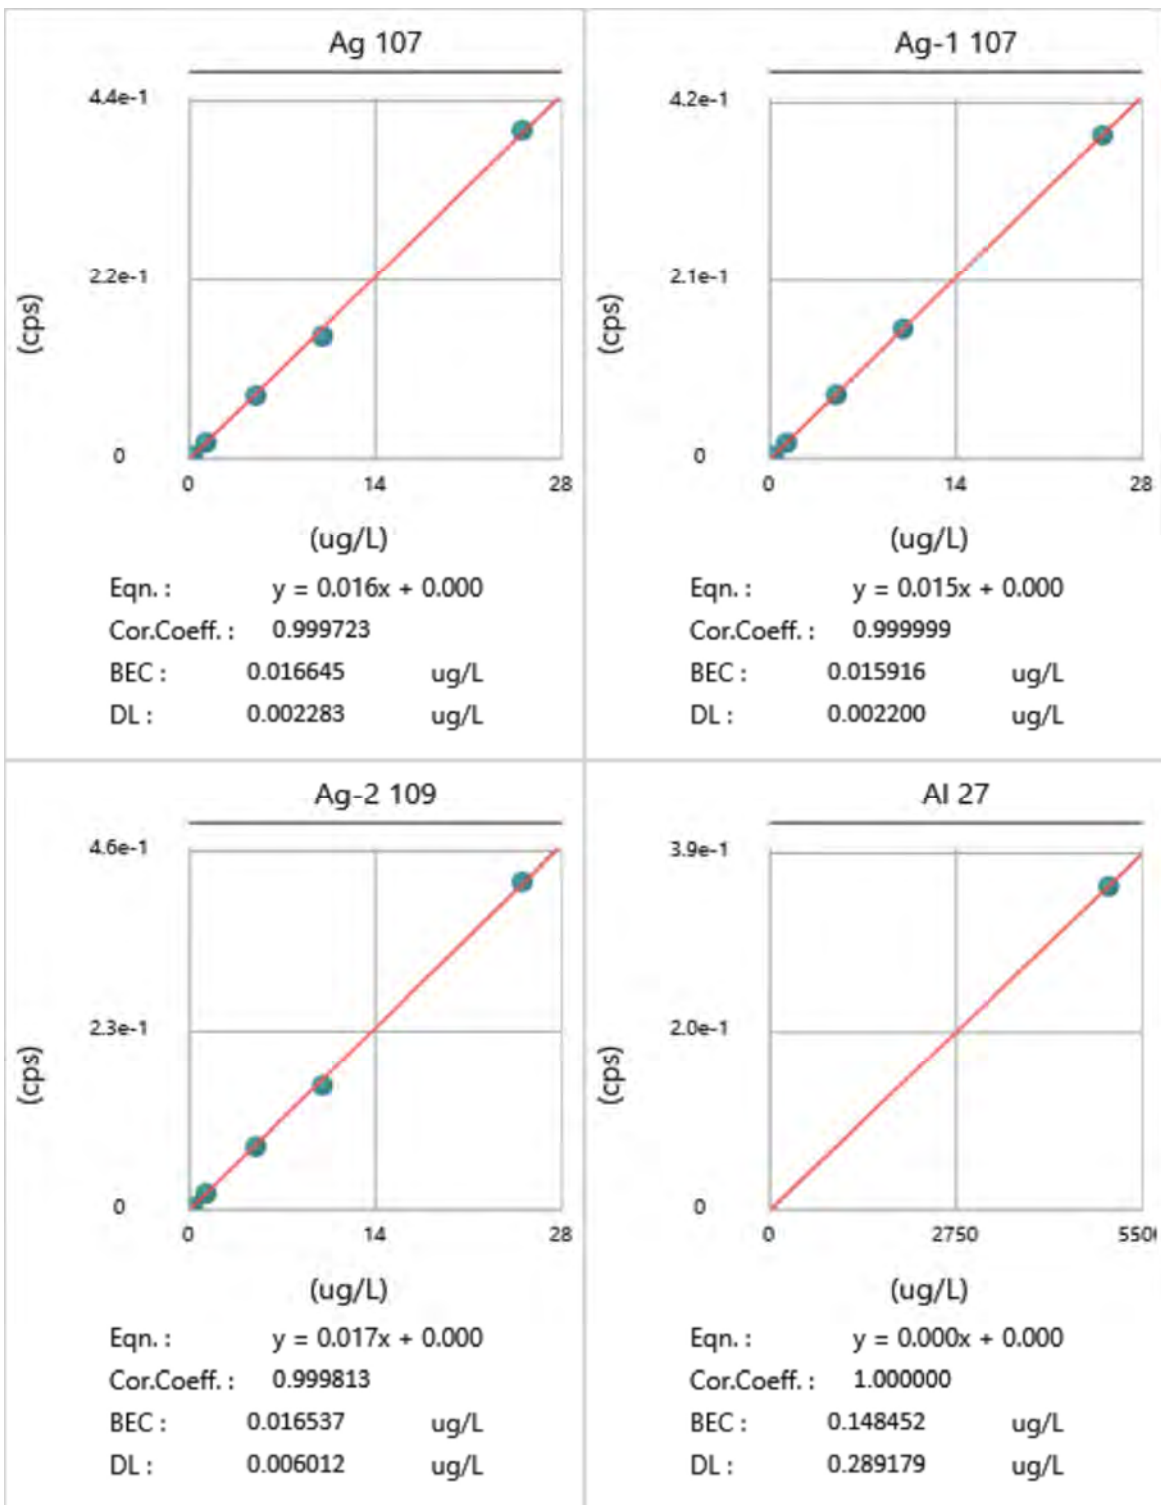 Ag 107
4.4e-1
2.2e-1
(cps)
0
0 14 28
(ug/L)
Eqn. : y = 0.016x + 0.000
Cor.Coeff. : 0.999723
BEC : 0.016645 ug/L
DL : 0.002283 ug/L
Ag-1 107
4.2e-1
2.1e-1
(cps)
0
0 14 28
(ug/L)
Eqn. : y = 0.015x + 0.000
Cor.Coeff. : 0.999999
BEC : 0.015916 ug/L
DL : 0.002200 ug/L
Ag-2 109
4.6e-1
2.3e-1
(cps)
0
0 14 28
(ug/L)
Eqn. : y = 0.017x + 0.000
Cor.Coeff. : 0.999813
BEC : 0.016537 ug/L
DL : 0.006012 ug/L
Al 27
3.9e-1
2.0e-1
(cps)
0
0 2750
(ug/L)
Eqn. : y = 0.000x + 0.000
Cor.Coeff. : 1.000000
BEC : 0.148452 ug/L
DL : 0.289179 ug/L